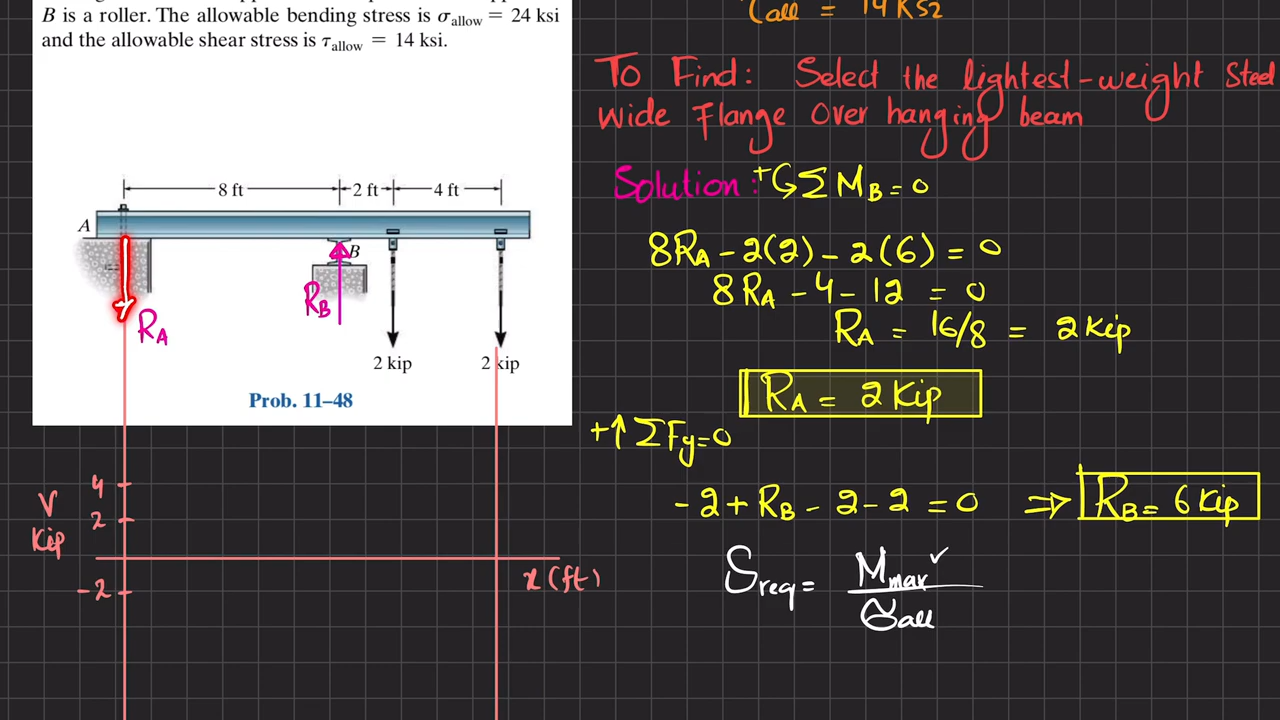 B is a roller. The allowable bending stress is σallow = 24 ksi
and the allowable shear stress is τallow = 14 ksi.
8 ft
2 ft
4 ft
A
B
RA
RB
2 kip
2 kip
Prob. 11–48
V
Kip
4
2
-2
x (ft)
τall = 14 KSI
To Find: Select the lightest-weight Steel
Wide Flange Over hanging beam
Solution: +↺ ΣMB = 0
8RA - 2(2) - 2(6) = 0
8RA - 4 - 12 = 0
RA = 16/8 = 2 Kip
RA = 2 Kip
+↑ ΣFy=0
-2 + RB - 2 - 2 = 0 ⇒ RB = 6 Kip
Sreq = Mmax✓ / σall